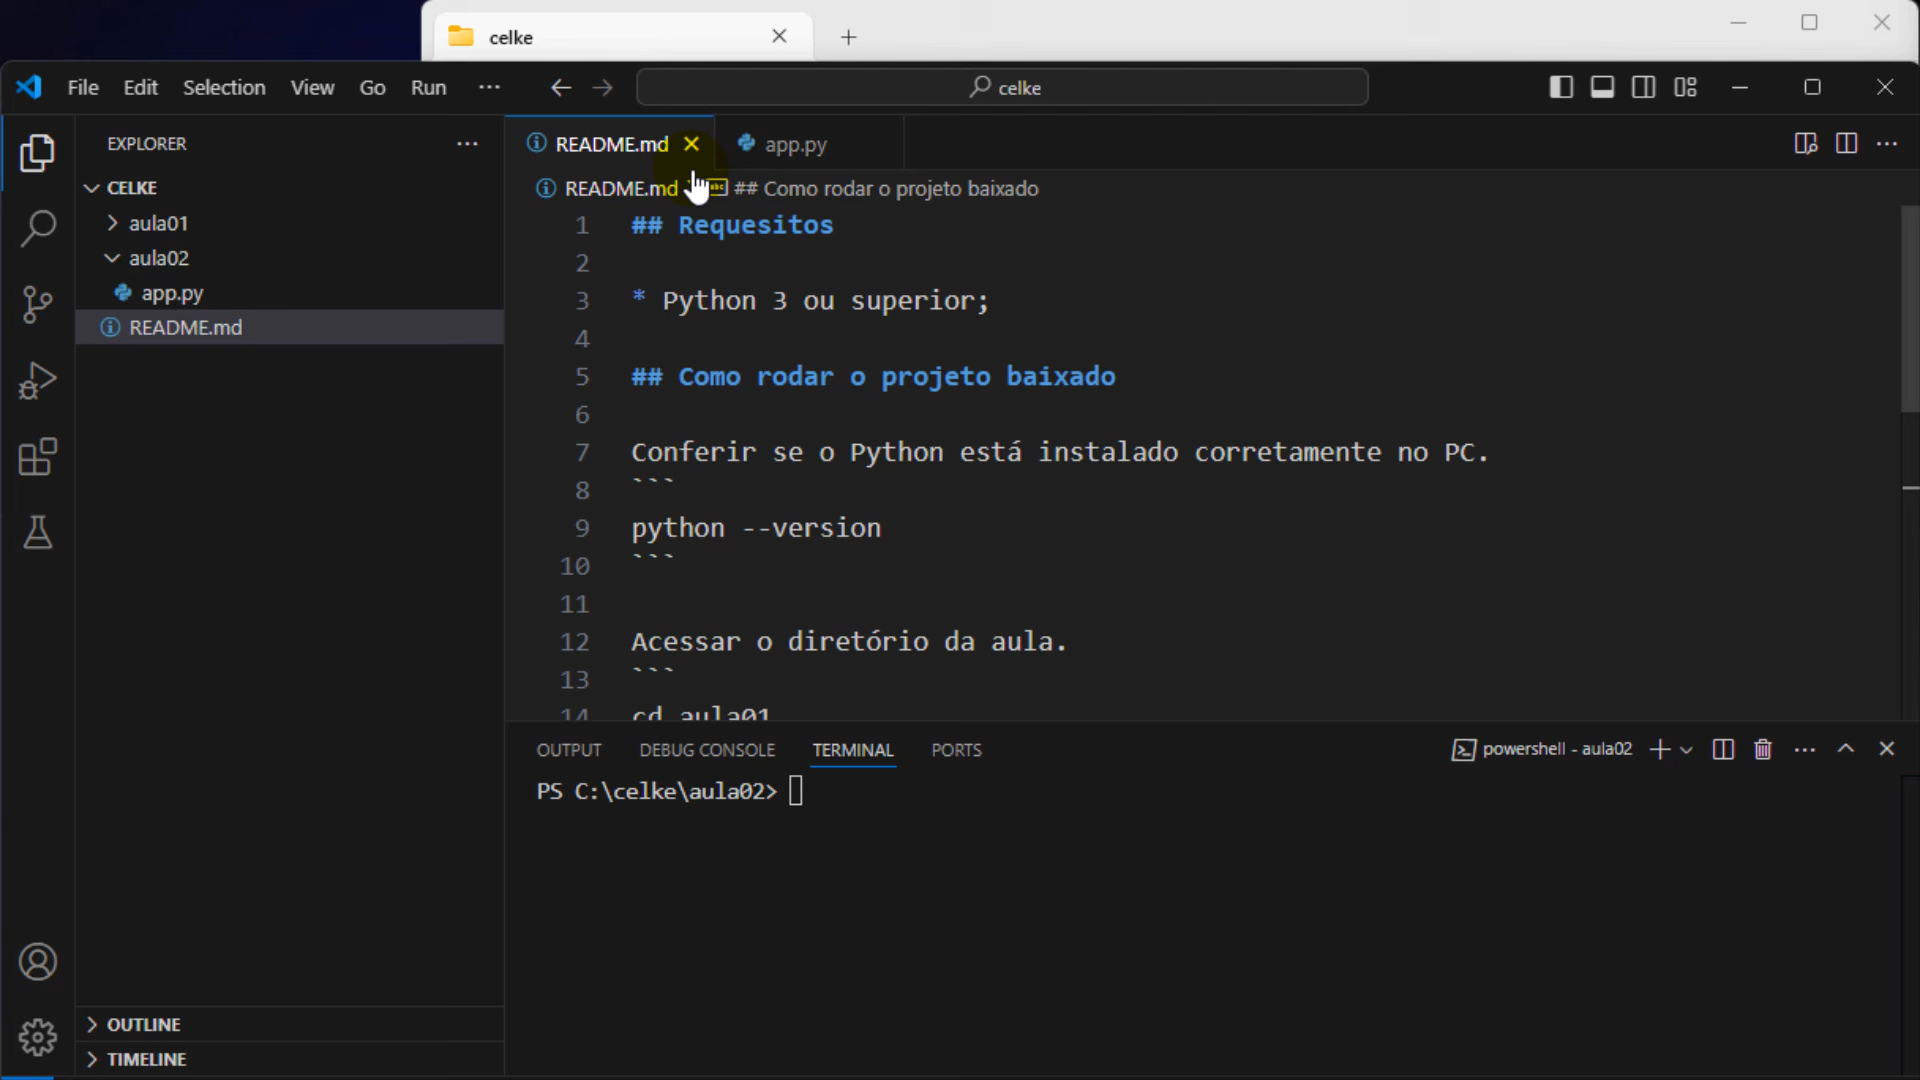 celke
File Edit Selection View Go Run
celke
EXPLORER
README.md
app.py
CELKE
README.md ## Como rodar o projeto baixado
aula01
aula02
app.py
README.md
1 ## Requesitos
2
3 * Python 3 ou superior;
4
5 ## Como rodar o projeto baixado
6
7 Conferir se o Python está instalado corretamente no PC.
8 ```
9 python --version
10 ```
11
12 Acessar o diretório da aula.
13 ```
14 cd aula01
OUTPUT DEBUG CONSOLE TERMINAL PORTS
powershell - aula02
PS C:\celke\aula02>
OUTLINE
TIMELINE